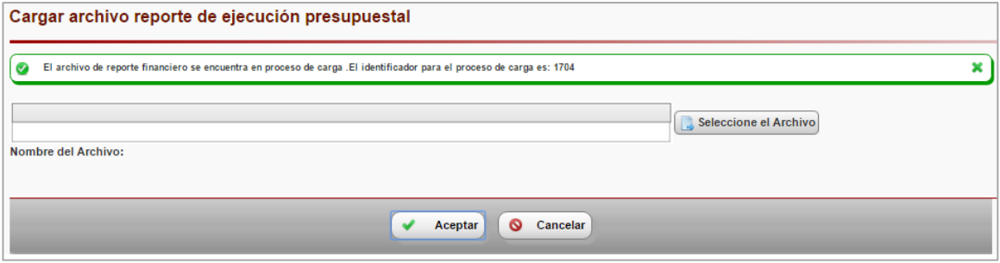 Cargar archivo reporte de ejecución presupuestal
El archivo de reporte financiero se encuentra en proceso de carga .El identificador para el proceso de carga es: 1704
Seleccione el Archivo
Nombre del Archivo:
Aceptar Cancelar